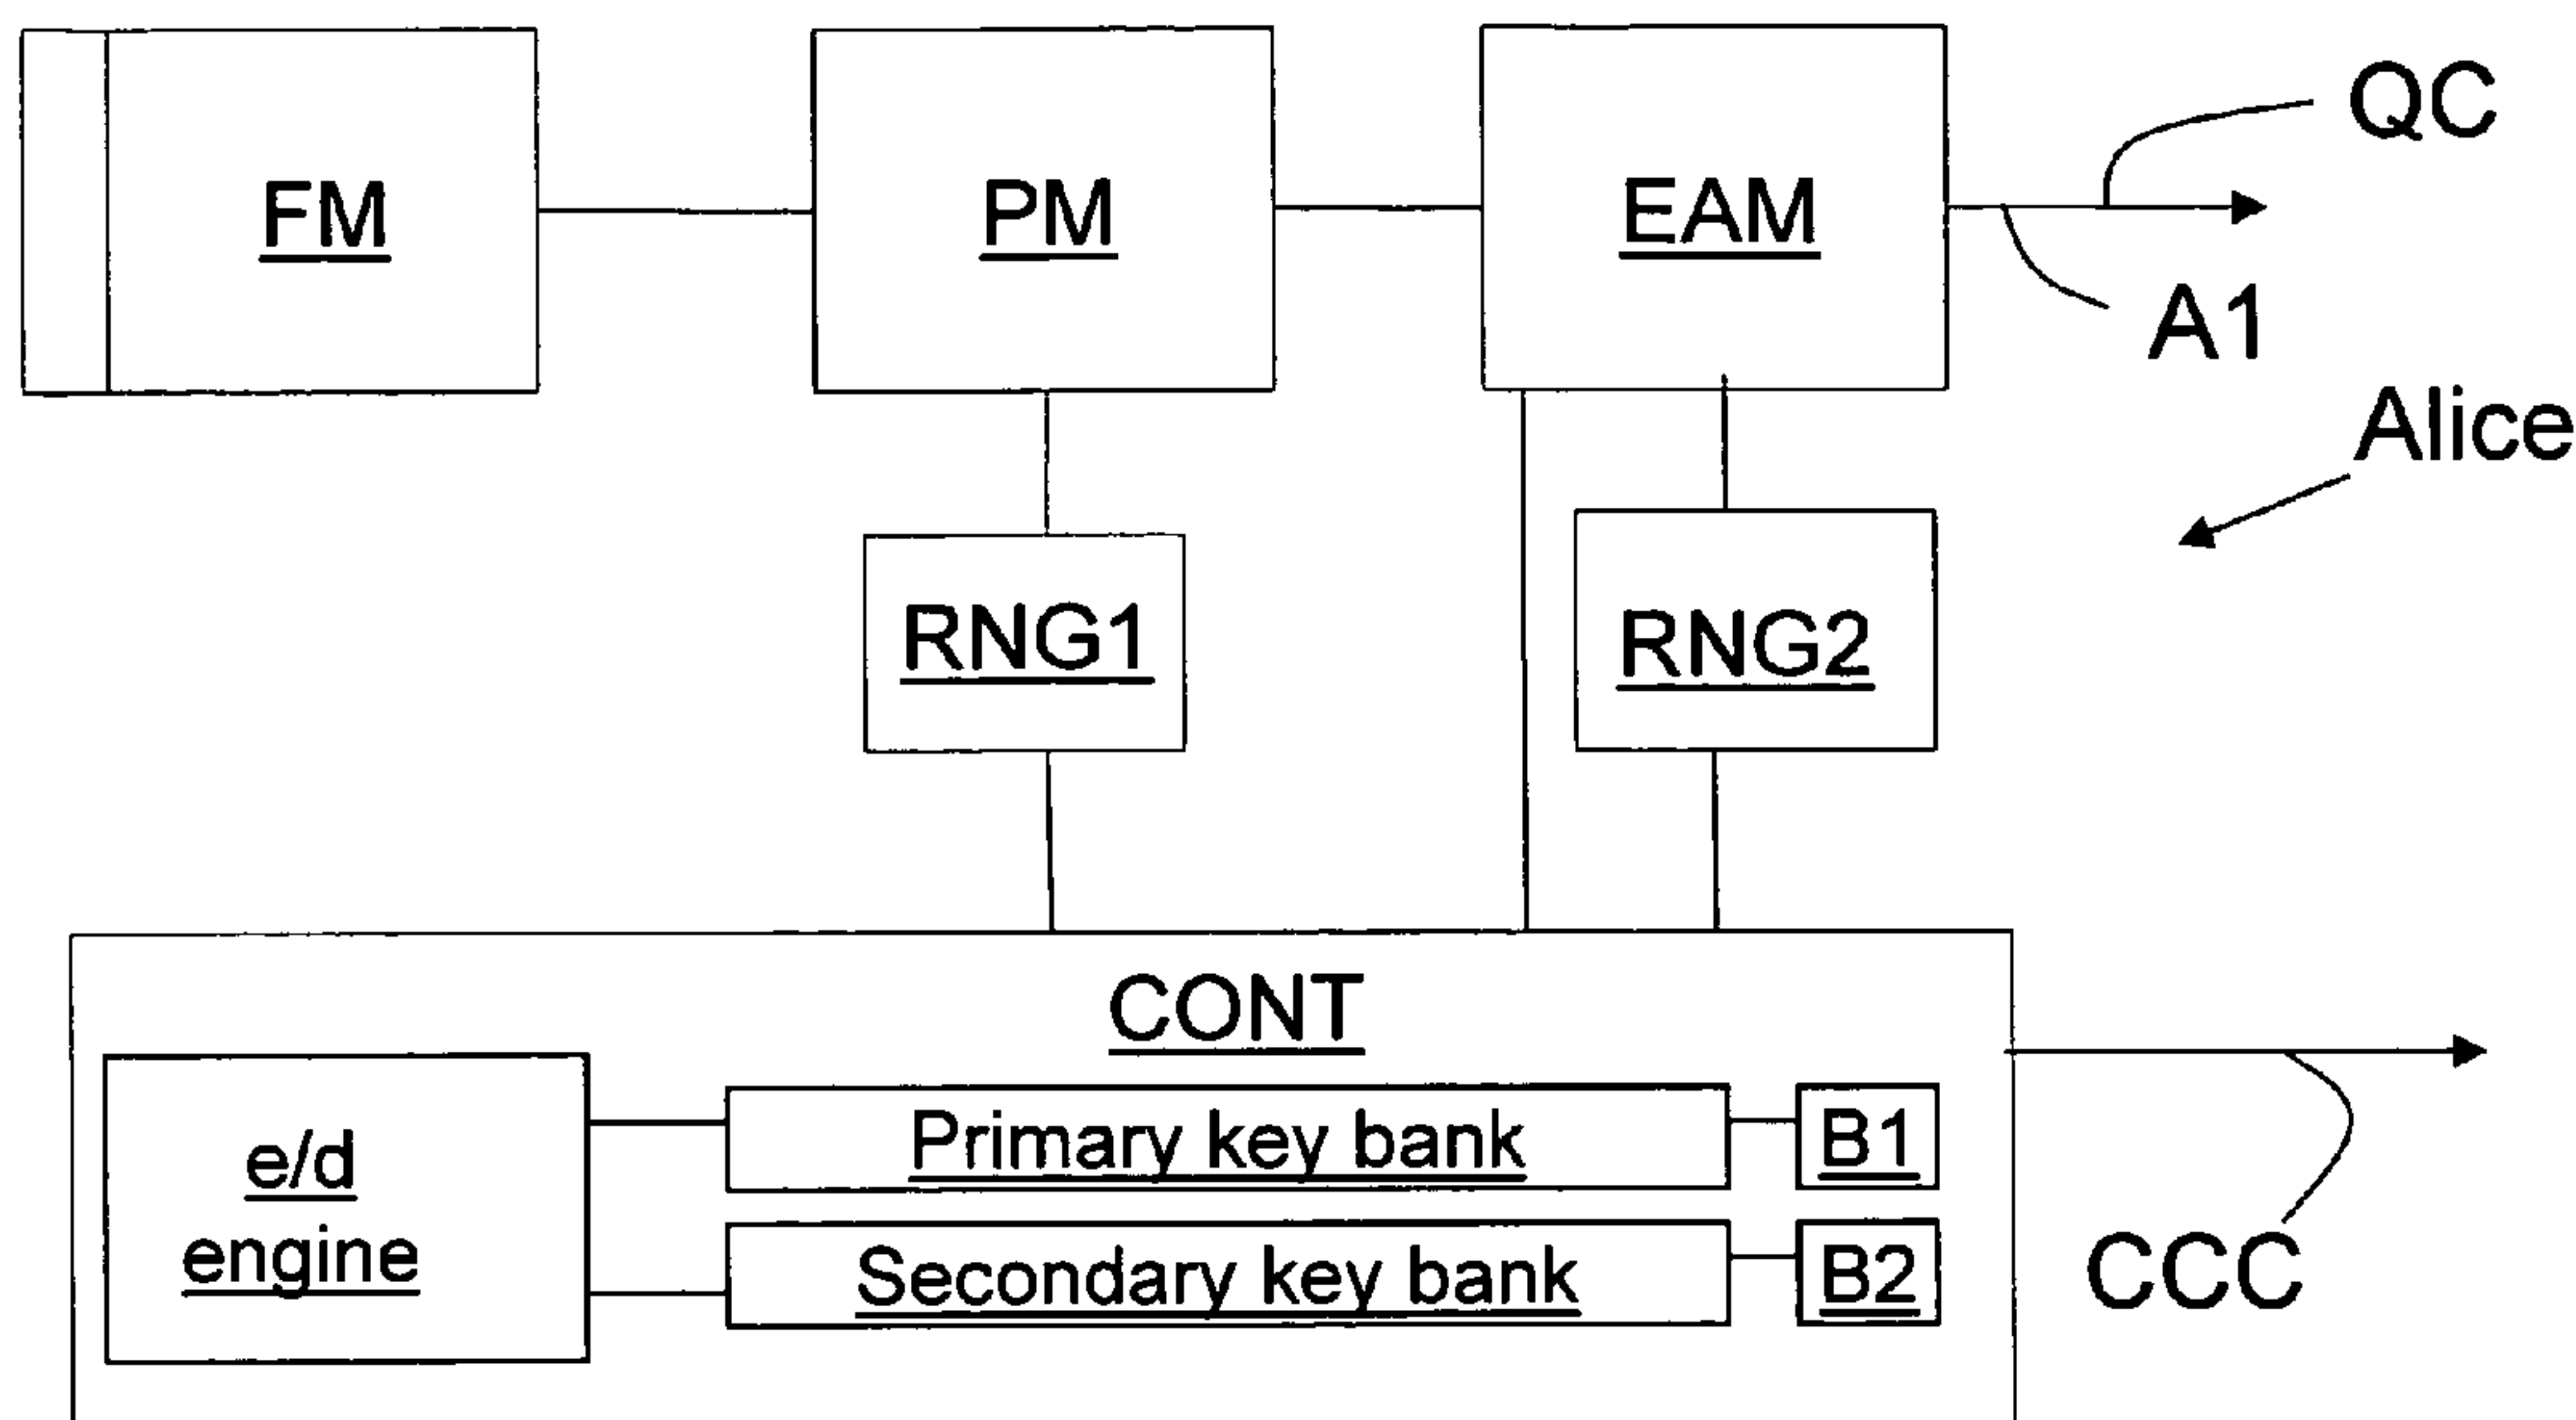 FM
PM
EAM
QC
A1
Alice
RNG1
RNG2
CONT
e/d
engine
Primary key bank
B1
Secondary key bank
B2
CCC